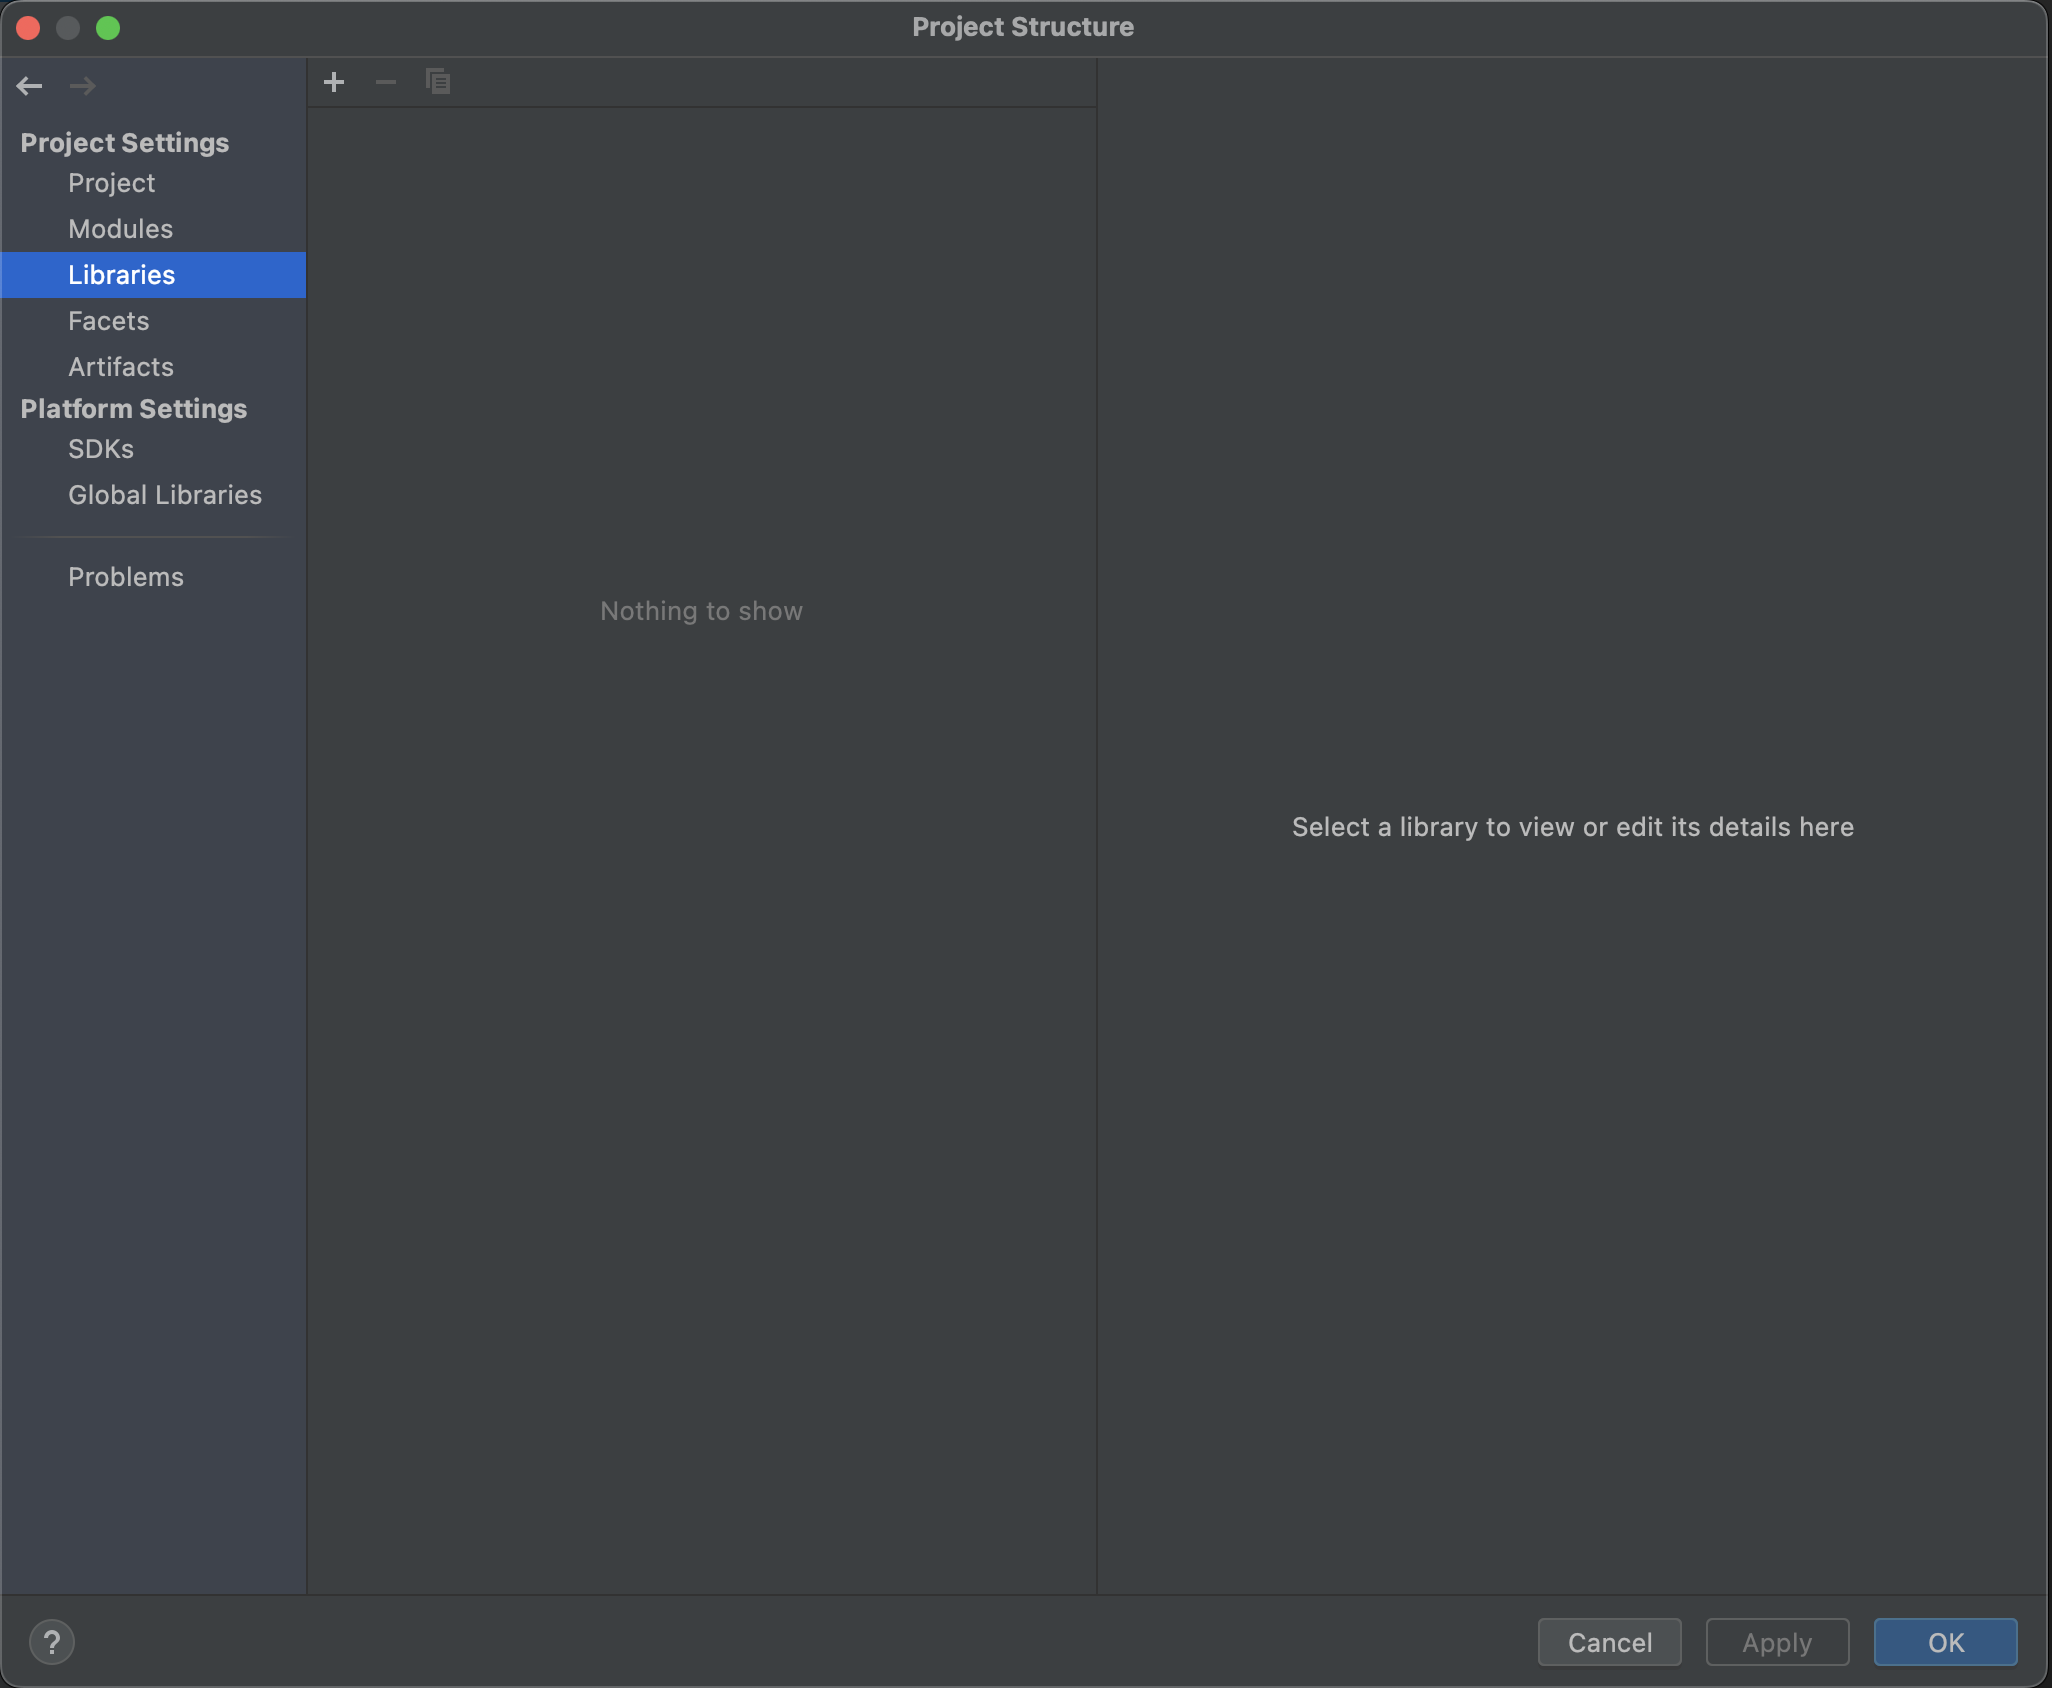 Project Structure
Project Settings
Project
Modules
Libraries
Facets
Artifacts
Platform Settings
SDKs
Global Libraries
Problems
Nothing to show
Select a library to view or edit its details here
?
Cancel
Apply
OK